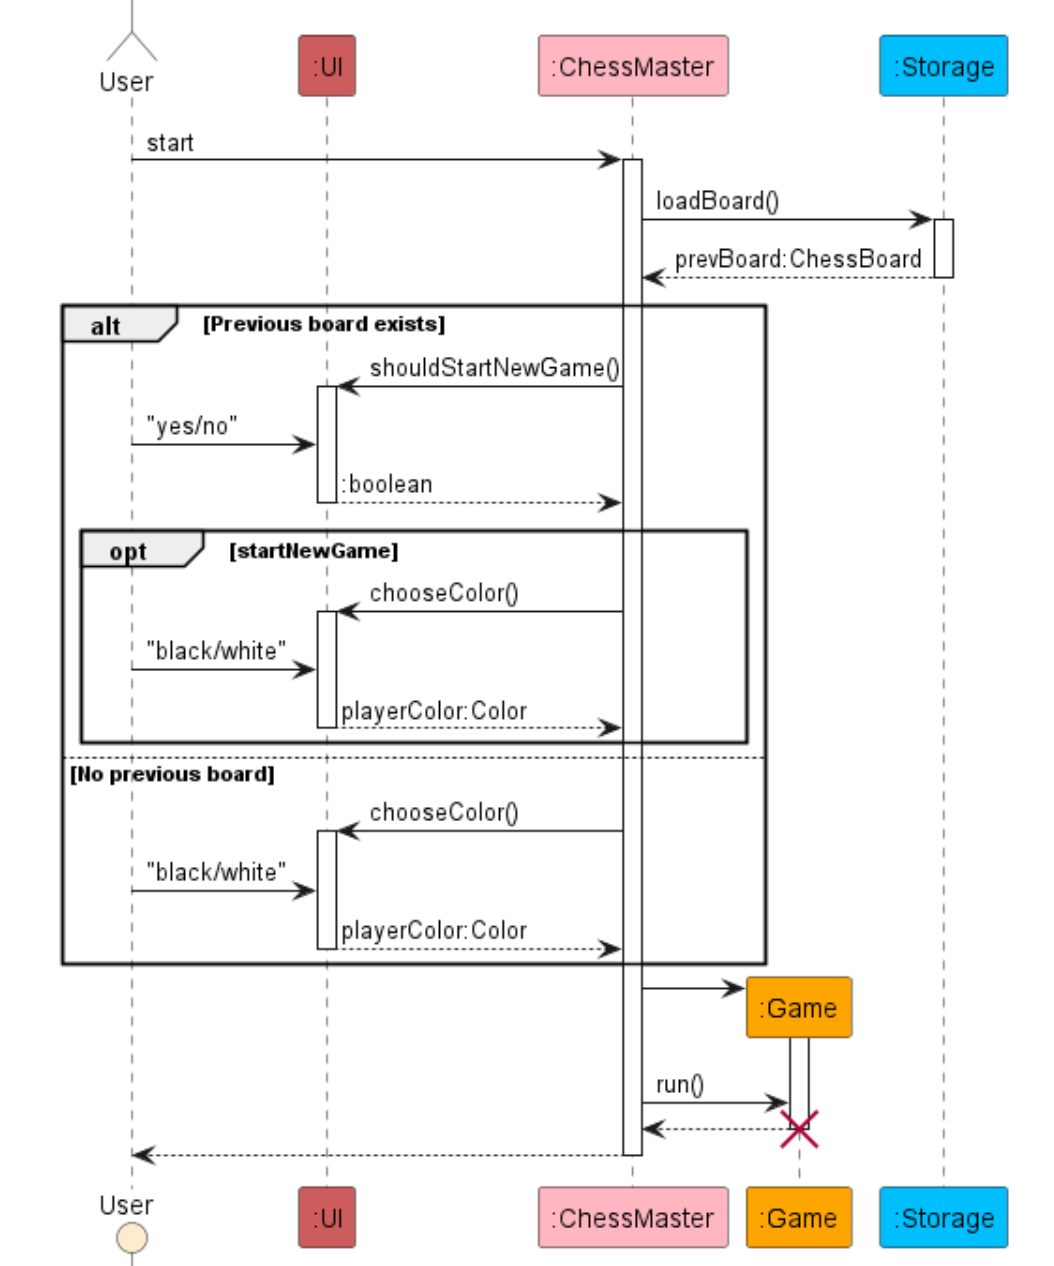 User
:UI
:ChessMaster
:Storage
start
loadBoard()
prevBoard:ChessBoard
alt
[Previous board exists]
shouldStartNewGame()
"yes/no"
:boolean
opt
[startNewGame]
chooseColor()
"black/white"
playerColor:Color
[No previous board]
chooseColor()
"black/white"
playerColor:Color
:Game
run()
User
:UI
:ChessMaster
:Game
:Storage